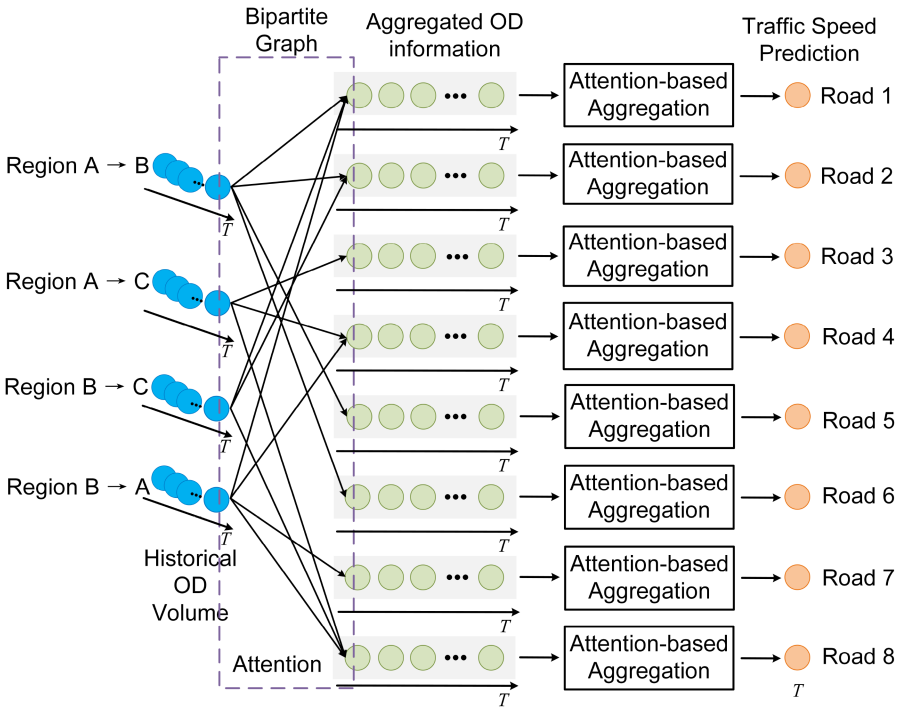 Bipartite
Graph
Aggregated OD
information
Traffic Speed
Prediction
Attention-based
Aggregation
Road 1
T
Region A → B
T
Attention-based
Aggregation
Road 2
T
Attention-based
Aggregation
Road 3
T
Region A → C
T
Attention-based
Aggregation
Road 4
T
Region B → C
T
Attention-based
Aggregation
Road 5
T
Region B → A
T
Attention-based
Aggregation
Road 6
T
Historical
OD
Volume
Attention-based
Aggregation
Road 7
T
Attention
Attention-based
Aggregation
Road 8
T
T